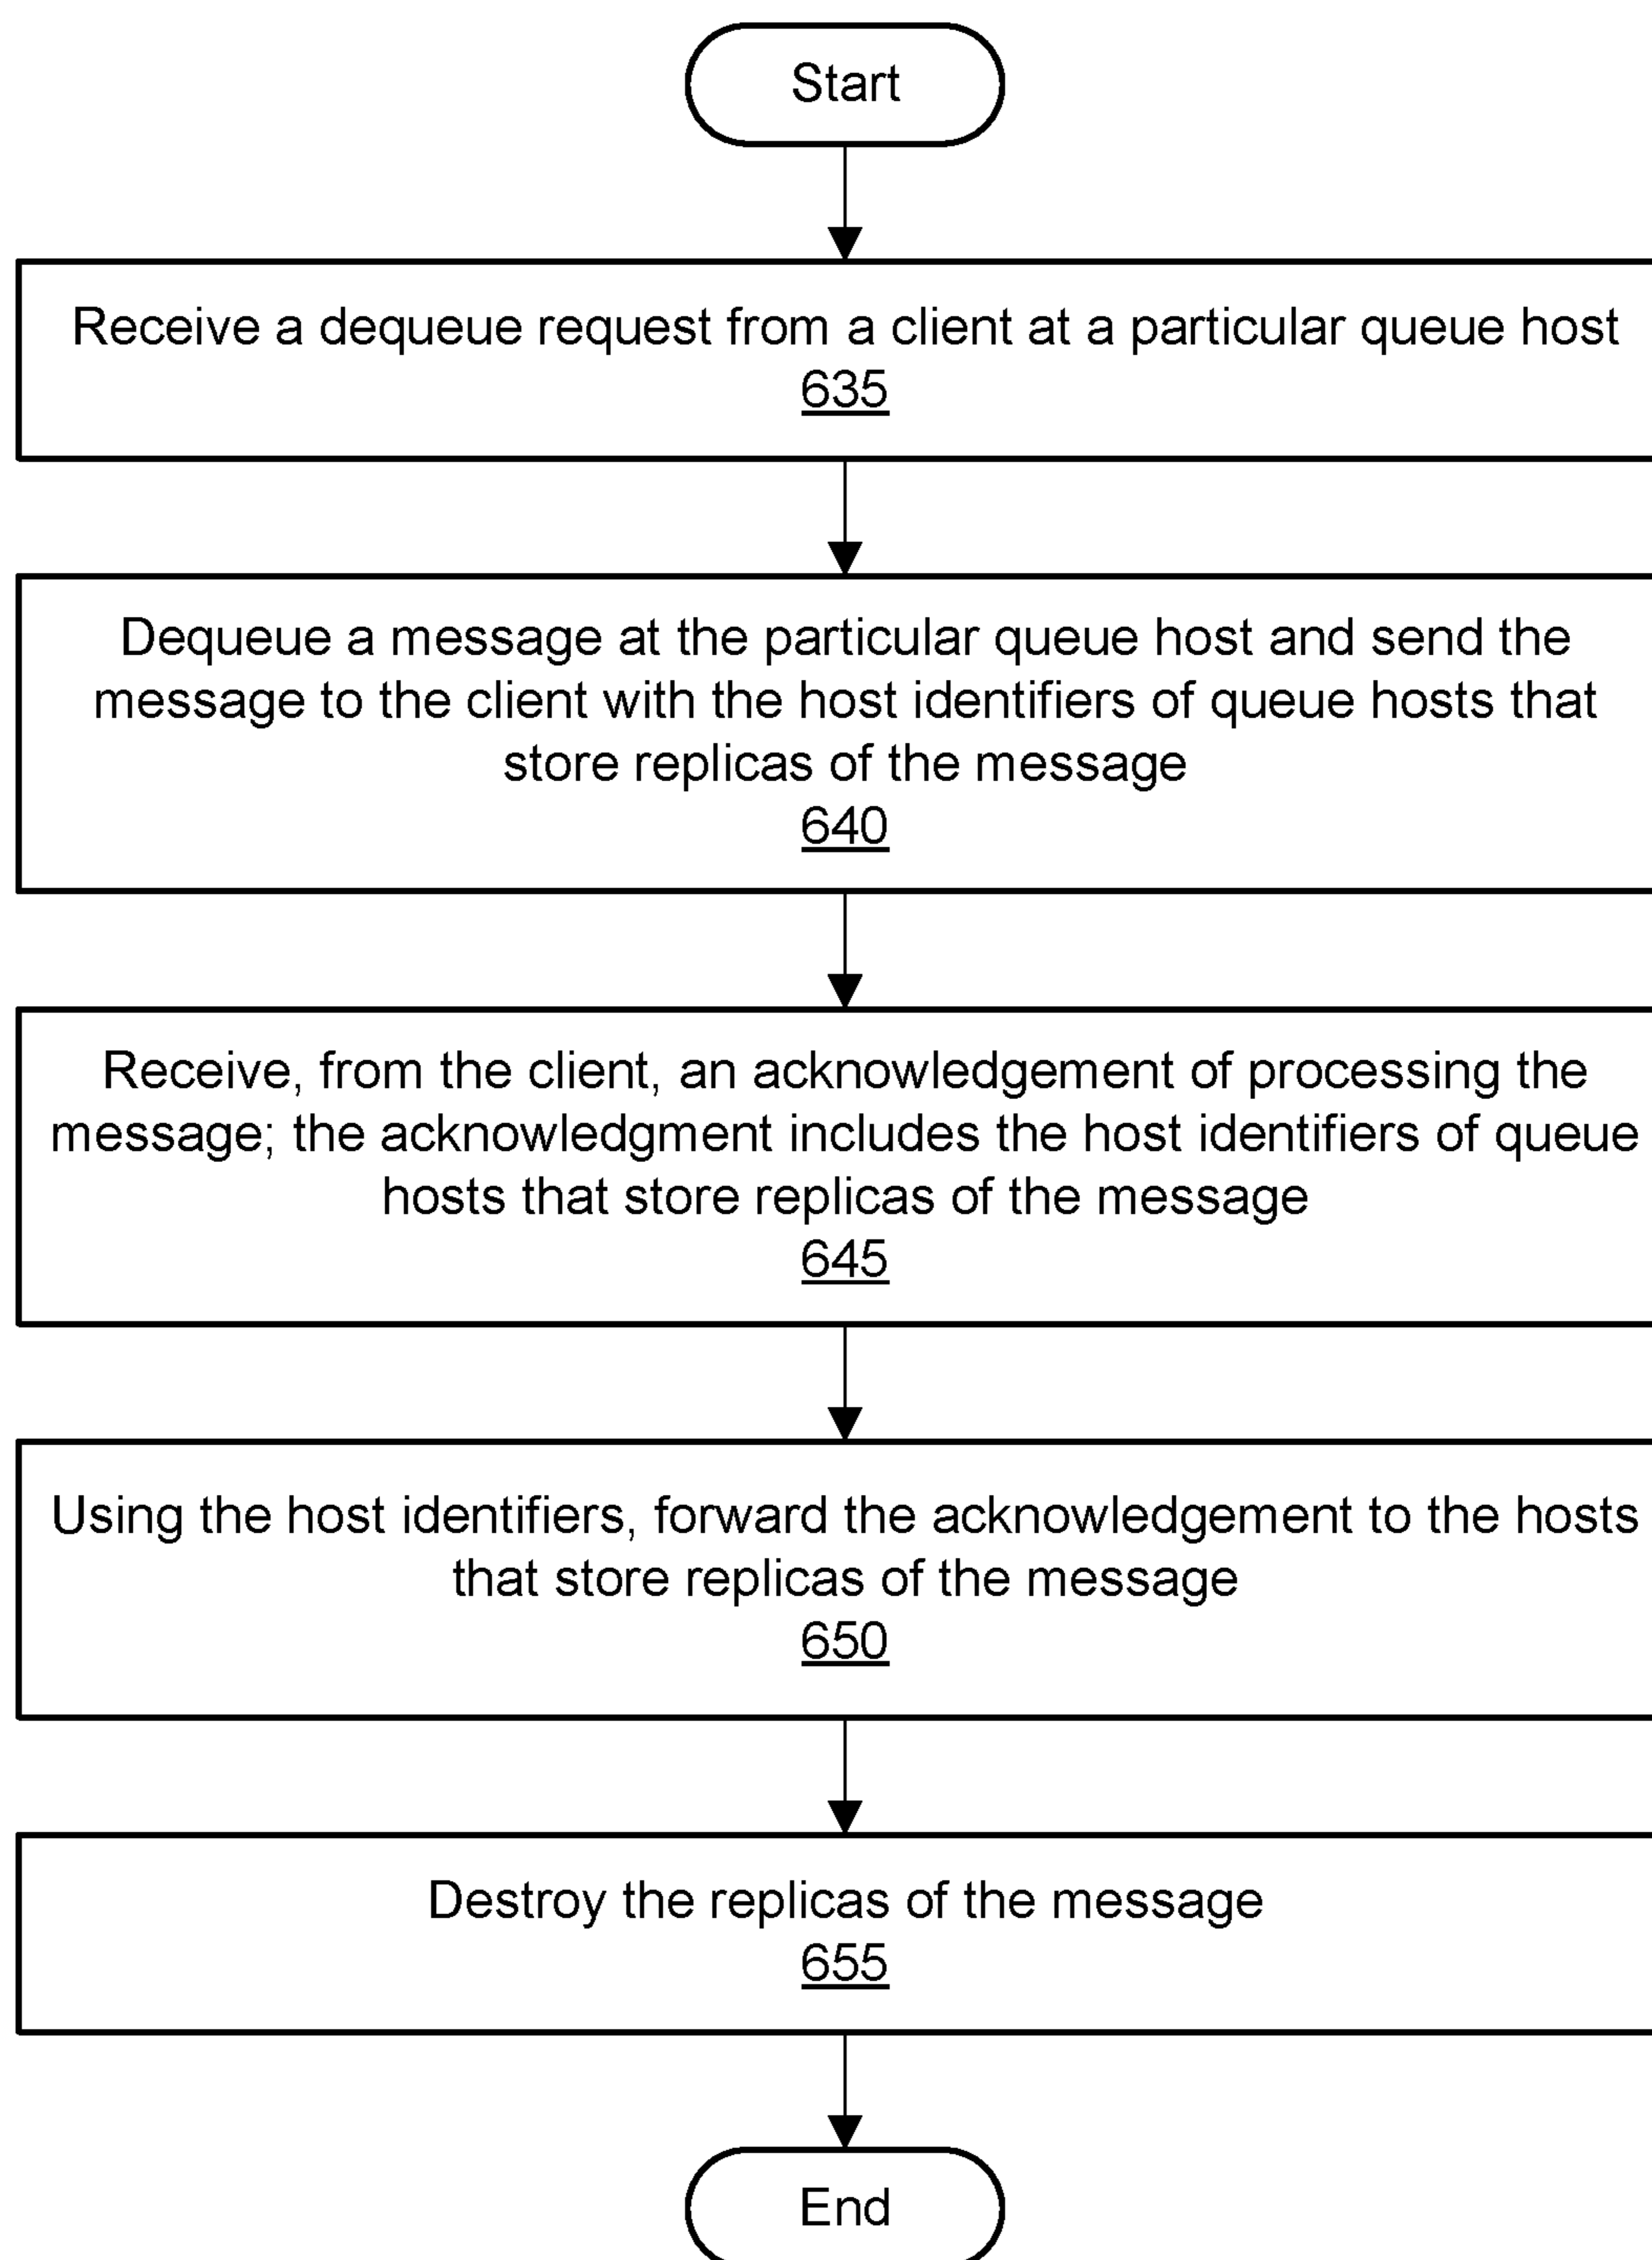 Start
Receive a dequeue request from a client at a particular queue host
635
Dequeue a message at the particular queue host and send the
message to the client with the host identifiers of queue hosts that
store replicas of the message
640
Receive, from the client, an acknowledgement of processing the
message; the acknowledgment includes the host identifiers of queue
hosts that store replicas of the message
645
Using the host identifiers, forward the acknowledgement to the hosts
that store replicas of the message
650
Destroy the replicas of the message
655
End